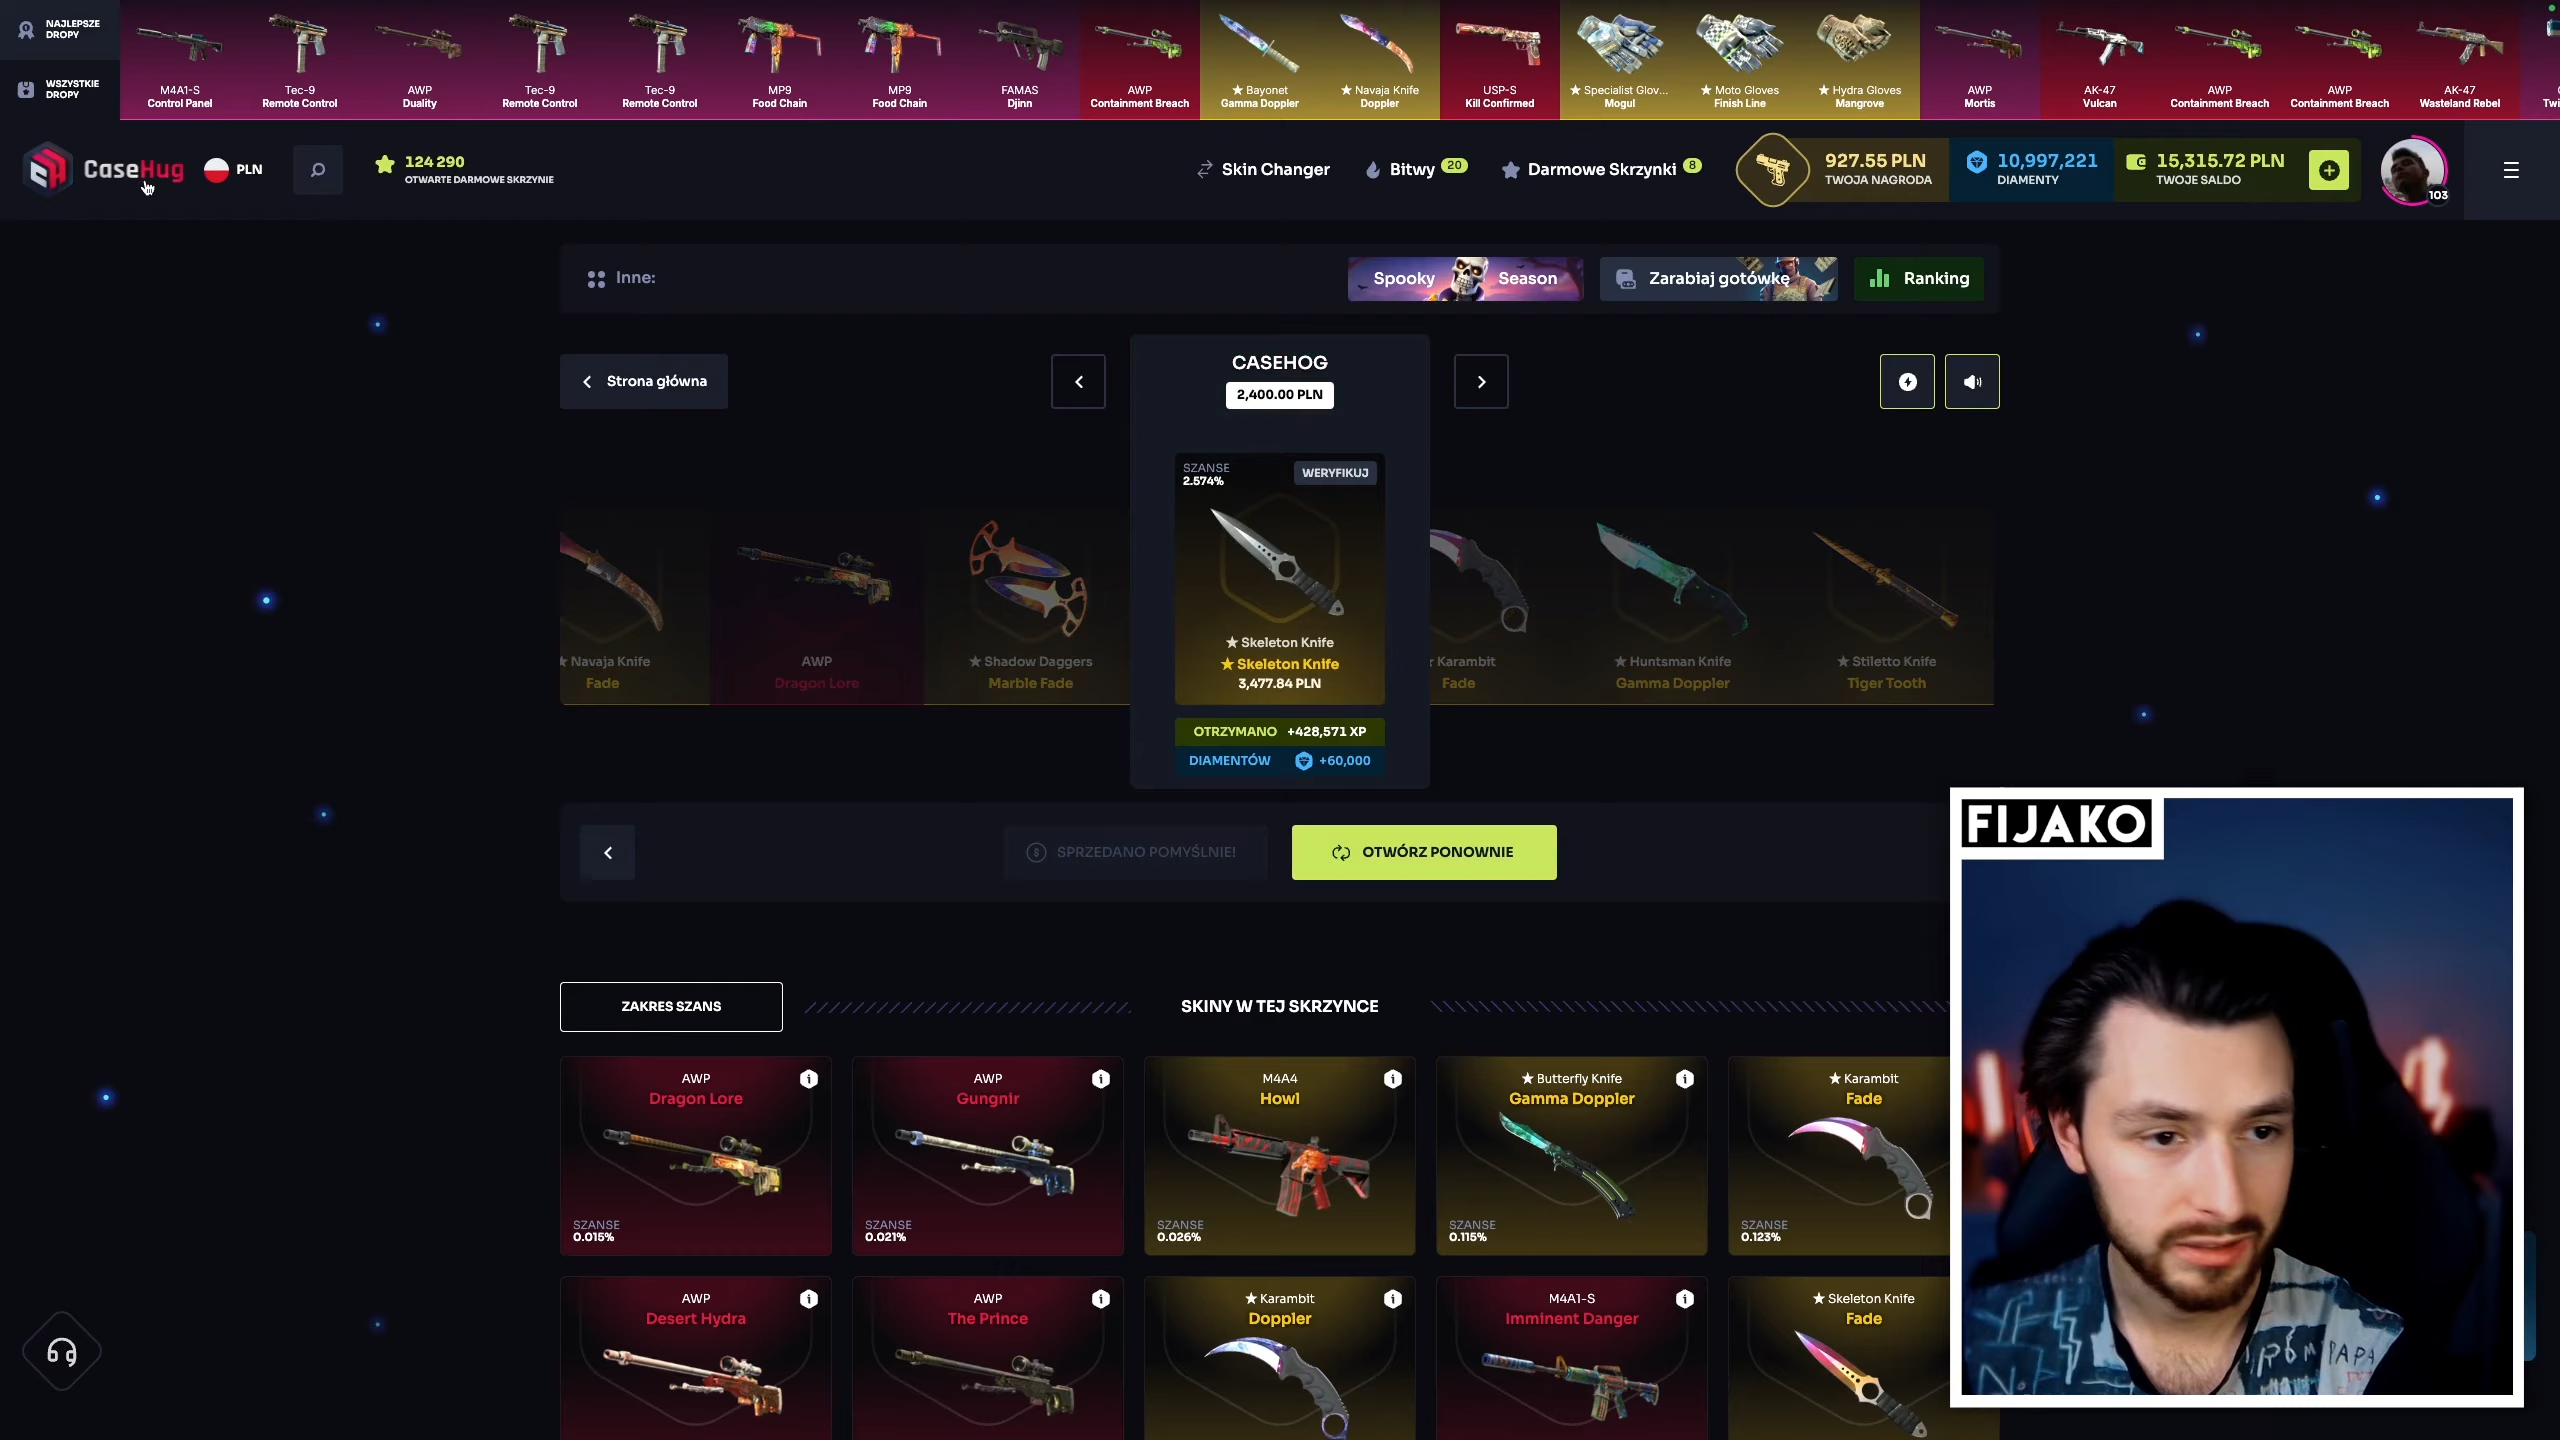 NAJLEPSZE
DROPY
WSZYSTKIE
DROPY
M4A1-S
Control Panel
Tec-9
Remote Control
AWP
Duality
Tec-9
Remote Control
Tec-9
Remote Control
MP9
Food Chain
MP9
Food Chain
FAMAS
Djinn
AWP
Containment Breach
★ Bayonet
Gamma Doppler
★ Navaja Knife
Doppler
USP-S
Kill Confirmed
★ Specialist Glov...
Mogul
★ Moto Gloves
Finish Line
★ Hydra Gloves
Mangrove
AWP
Mortis
AK-47
Vulcan
AWP
Containment Breach
AWP
Containment Breach
AK-47
Wasteland Rebel
CaseHug
PLN
124 290
OTWARTE DARMOWE SKRZYNIE
Skin Changer
Bitwy 20
Darmowe Skrzynki 8
927.55 PLN
TWOJA NAGRODA
10,997,221
DIAMENTY
15,315.72 PLN
TWOJE SALDO
103
Inne:
Spooky Season
Zarabiaj gotówkę
Ranking
Strona główna
CASEHOG
2,400.00 PLN
SZANSE
2.574%
WERYFIKUJ
★ Navaja Knife
Fade
AWP
Dragon Lore
★ Shadow Daggers
Marble Fade
★ Skeleton Knife
★ Skeleton Knife
3,477.84 PLN
Karambit
Fade
★ Huntsman Knife
Gamma Doppler
★ Stiletto Knife
Tiger Tooth
OTRZYMANO +428,571 XP
DIAMENTÓW +60,000
SPRZEDANO POMYŚLNIE!
OTWÓRZ PONOWNIE
FIJAKO
ZAKRES SZANS
SKINY W TEJ SKRZYNCE
AWP
Dragon Lore
SZANSE
0.015%
AWP
Gungnir
SZANSE
0.021%
M4A4
Howl
SZANSE
0.026%
★ Butterfly Knife
Gamma Doppler
SZANSE
0.115%
★ Karambit
Fade
SZANSE
0.123%
AWP
Desert Hydra
AWP
The Prince
★ Karambit
Doppler
M4A1-S
Imminent Danger
★ Skeleton Knife
Fade